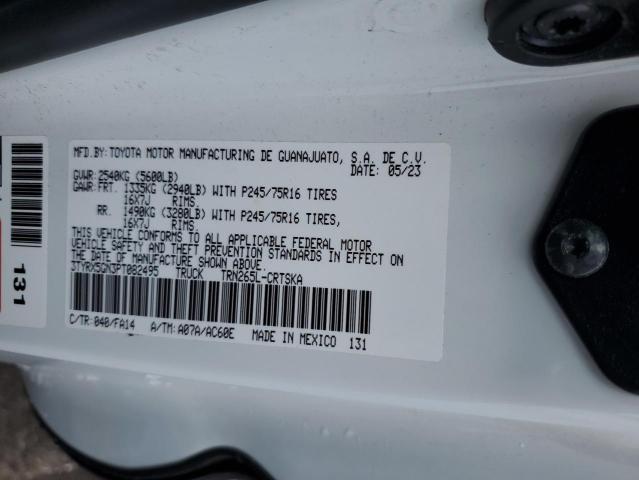 MFD.BY:TOYOTA MOTOR MANUFACTURING DE GUANAJUATO, S.A. DE C.V.
DATE: 05/23
GVWR:2540KG (5600LB)
GAWR:FRT. 1335KG (2940LB) WITH P245/75R16 TIRES
16X7J RIMS.
RR. 1490KG (3280LB) WITH P245/75R16 TIRES,
16X7J RIMS.
THIS VEHICLE CONFORMS TO ALL APPLICABLE FEDERAL MOTOR
VEHICLE SAFETY AND THEFT PREVENTION STANDARDS IN EFFECT
ON THE DATE OF MANUFACTURE SHOWN ABOVE.
3TYRX5GN3PT082495 TRUCK TRN265L-CRTSKA
C/TR:040/FA14 A/TM:A07A/AC60E MADE IN MEXICO 131
131